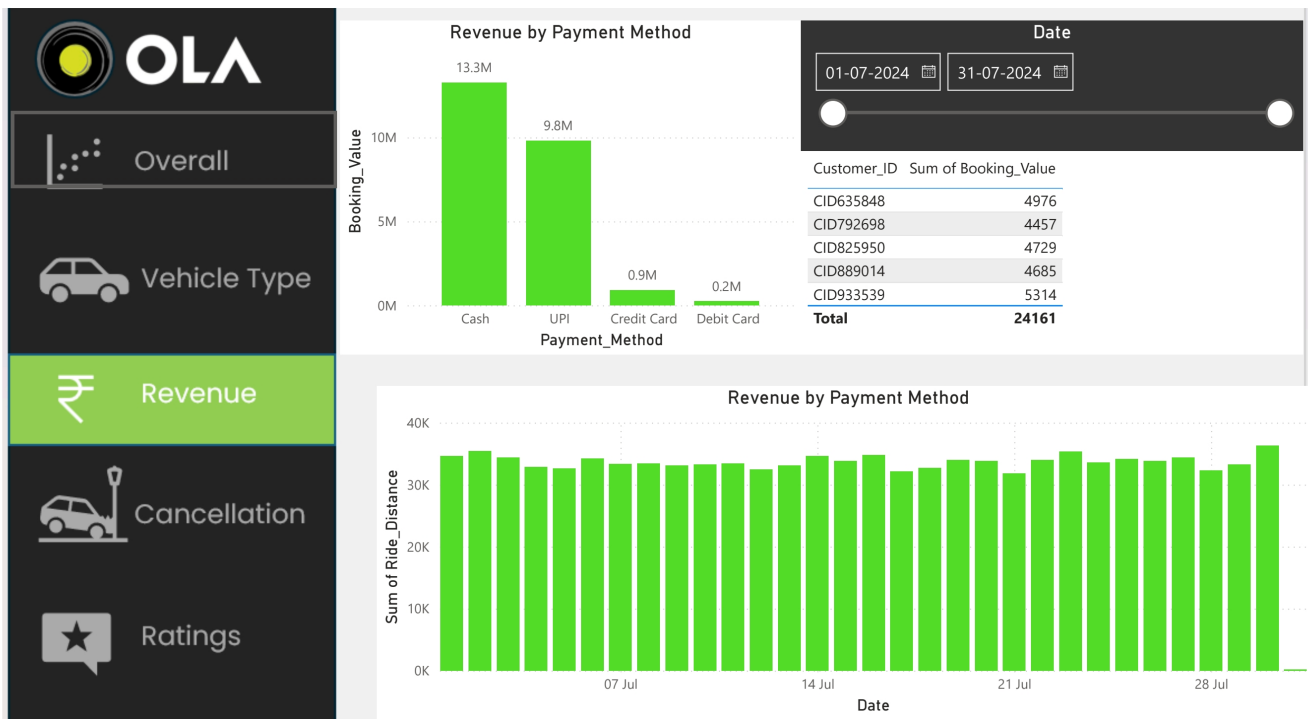 OLA
Overall
Vehicle Type
Revenue
Cancellation
Ratings
Revenue by Payment Method
Booking_Value
10M
5M
0M
13.3M
9.8M
0.9M
0.2M
Cash UPI Credit Card Debit Card
Payment_Method
Date
01-07-2024 31-07-2024
Customer_ID Sum of Booking_Value
CID635848 4976
CID792698 4457
CID825950 4729
CID889014 4685
CID933539 5314
Total 24161
Revenue by Payment Method
Sum of Ride_Distance
40K
30K
20K
10K
0K
07 Jul 14 Jul 21 Jul 28 Jul
Date